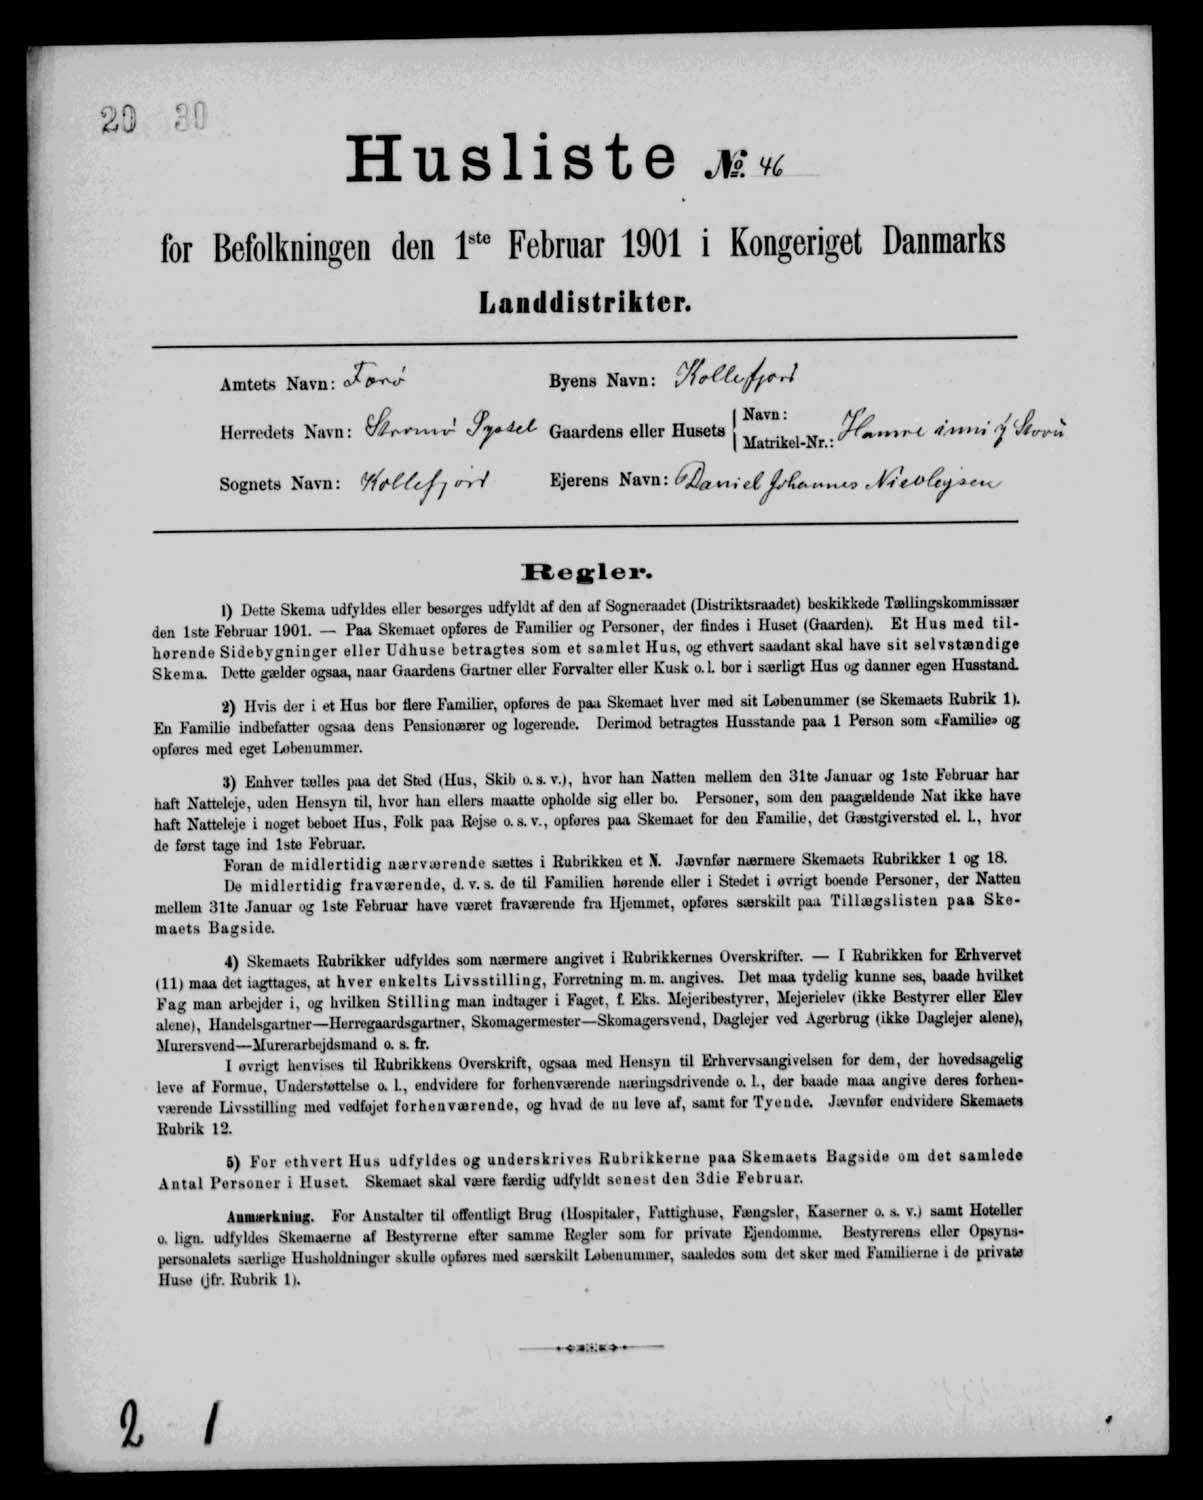 20 30
Husliste № 46
for Befolkningen den 1ste Februar 1901 i Kongeriget Danmarks
Landdistrikter.
Amtets Navn: Færø
Byens Navn: Kollefjord
Herredets Navn: Strømø Syssel
Gaardens eller Husets { Navn: Matrikel-Nr.: Hamre inni
Sognets Navn: Kollefjord
Ejerens Navn: Daniel Johannes
Regler.
1) Dette Skema udfyldes eller besørges udfyldt af den af Sogneraadet (Distriktsraadet) beskikkede Tællingskommissær
den 1ste Februar 1901. — Paa Skemaet opføres de Familier og Personer, der findes i Huset (Gaarden). Et Hus med til-
hørende Sidebygninger eller Udhuse betragtes som et samlet Hus, og ethvert saadant skal have sit selvstændige
Skema. Dette gælder ogsaa, naar Gaardens Gartner eller Forvalter eller Kusk o. l. bor i særligt Hus og danner egen Husstand.
2) Hvis der i et Hus bor flere Familier, opføres de paa Skemaet hver med sit Løbenummer (se Skemaets Rubrik 1).
En Familie indbefatter ogsaa dens Pensionærer og logerende. Derimod betragtes Husstande paa 1 Person som «Familie» og
opføres med eget Løbenummer.
3) Enhver tælles paa det Sted (Hus, Skib o. s. v.), hvor han Natten mellem den 31te Januar og 1ste Februar har
haft Natteleje, uden Hensyn til, hvor han ellers maatte opholde sig eller bo. Personer, som den paagældende Nat ikke have
haft Natteleje i noget beboet Hus, Folk paa Rejse o. s. v., opføres paa Skemaet for den Familie, det Gæstgiversted el. l., hvor
de først tage ind 1ste Februar.
Foran de midlertidig nærværende sættes i Rubrikken et N. Jævnfør nærmere Skemaets Rubrikker 1 og 18.
De midlertidig fraværende, d. v. s. de til Familien hørende eller i Stedet i øvrigt boende Personer, der Natten
mellem 31te Januar og 1ste Februar have været fraværende fra Hjemmet, opføres særskilt paa Tillægslisten paa Ske-
maets Bagside.
4) Skemaets Rubrikker udfyldes som nærmere angivet i Rubrikkernes Overskrifter. — I Rubrikken for Erhvervet
(11) maa det iagttages, at hver enkelts Livsstilling, Forretning m. m. angives. Det maa tydelig kunne ses, baade hvilket
Fag man arbejder i, og hvilken Stilling man indtager i Faget, f. Eks. Mejeribestyrer, Mejerielev (ikke Bestyrer eller Elev
alene), Handelsgartner—Herregaardsgartner, Skomagermester—Skomagersvend, Daglejer ved Agerbrug (ikke Daglejer alene),
Murersvend—Murerarbejdsmand o. s. fr.
I øvrigt henvises til Rubrikkens Overskrift, ogsaa med Hensyn til Erhvervsangivelsen for dem, der hovedsagelig
leve af Formue, Understøttelse o. l., endvidere for forhenværende næringsdrivende o. l., der baade maa angive deres forhen-
værende Livsstilling med vedføjet forhenværende, og hvad de nu leve af, samt for Tyende. Jævnfør endvidere Skemaets
Rubrik 12.
5) For ethvert Hus udfyldes og underskrives Rubrikkerne paa Skemaets Bagside om det samlede
Antal Personer i Huset. Skemaet skal være færdig udfyldt senest den 3die Februar.
Anmærkning. For Anstalter til offentligt Brug (Hospitaler, Fattighuse, Fængsler, Kaserner o. s. v.) samt Hoteller
o. lign. udfyldes Skemaerne af Bestyrerne efter samme Regler som for private Ejendomme. Bestyrerens eller Opsyns-
personalets særlige Husholdninger skulle opføres med særskilt Løbenummer, saaledes som det sker med Familierne i de private
Huse (jfr. Rubrik 1).
2 1